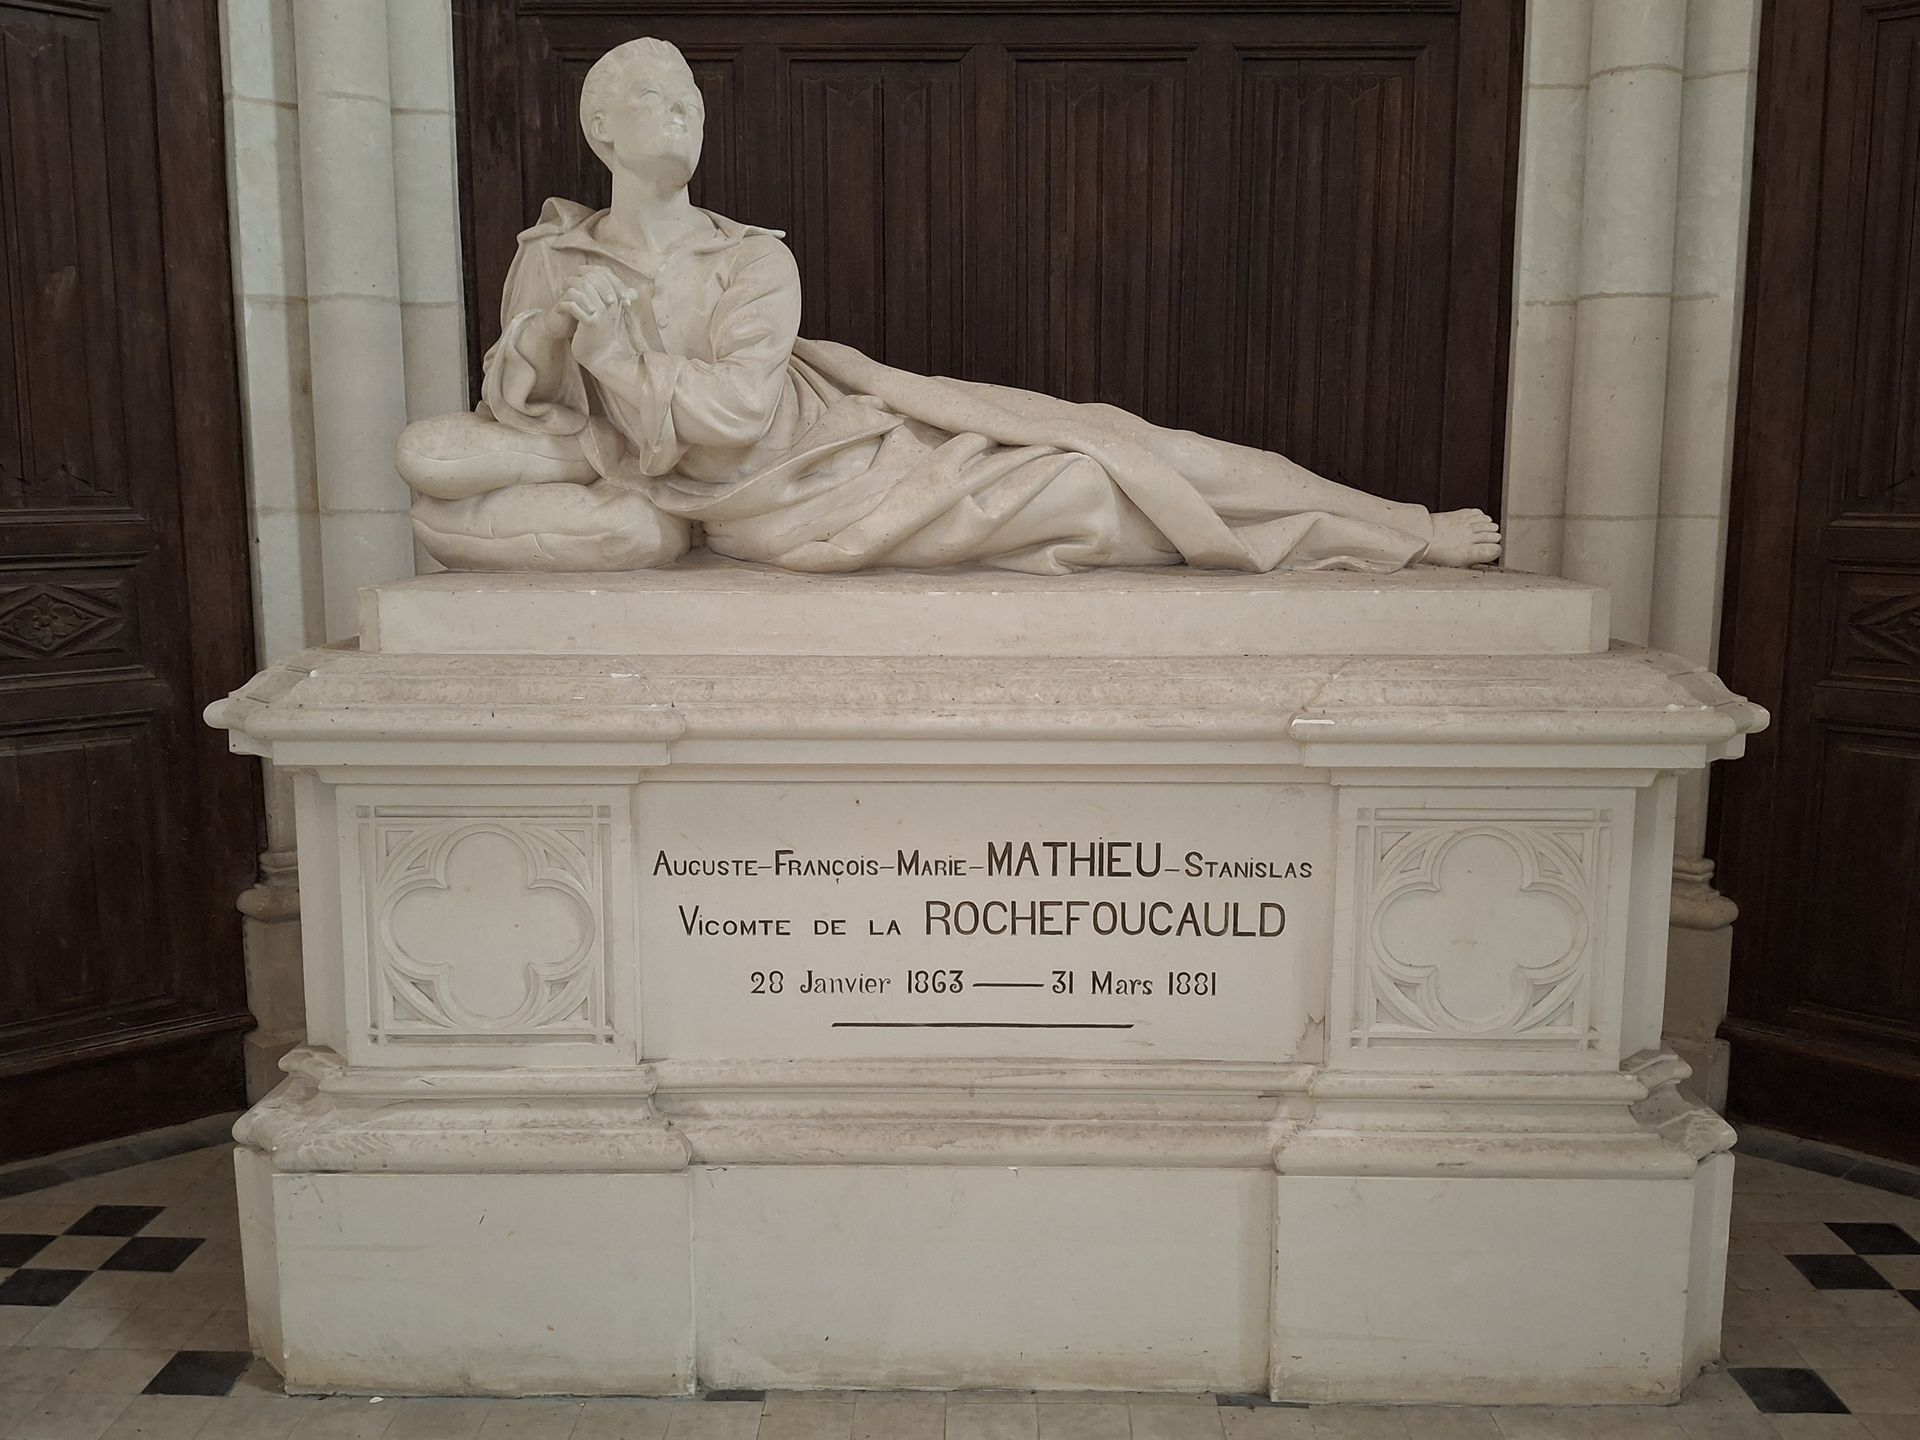 Auguste-François-Marie-MATHIEU-Stanislas
Vicomte de la ROCHEFOUCAULD
28 Janvier 1863 — 31 Mars 1881